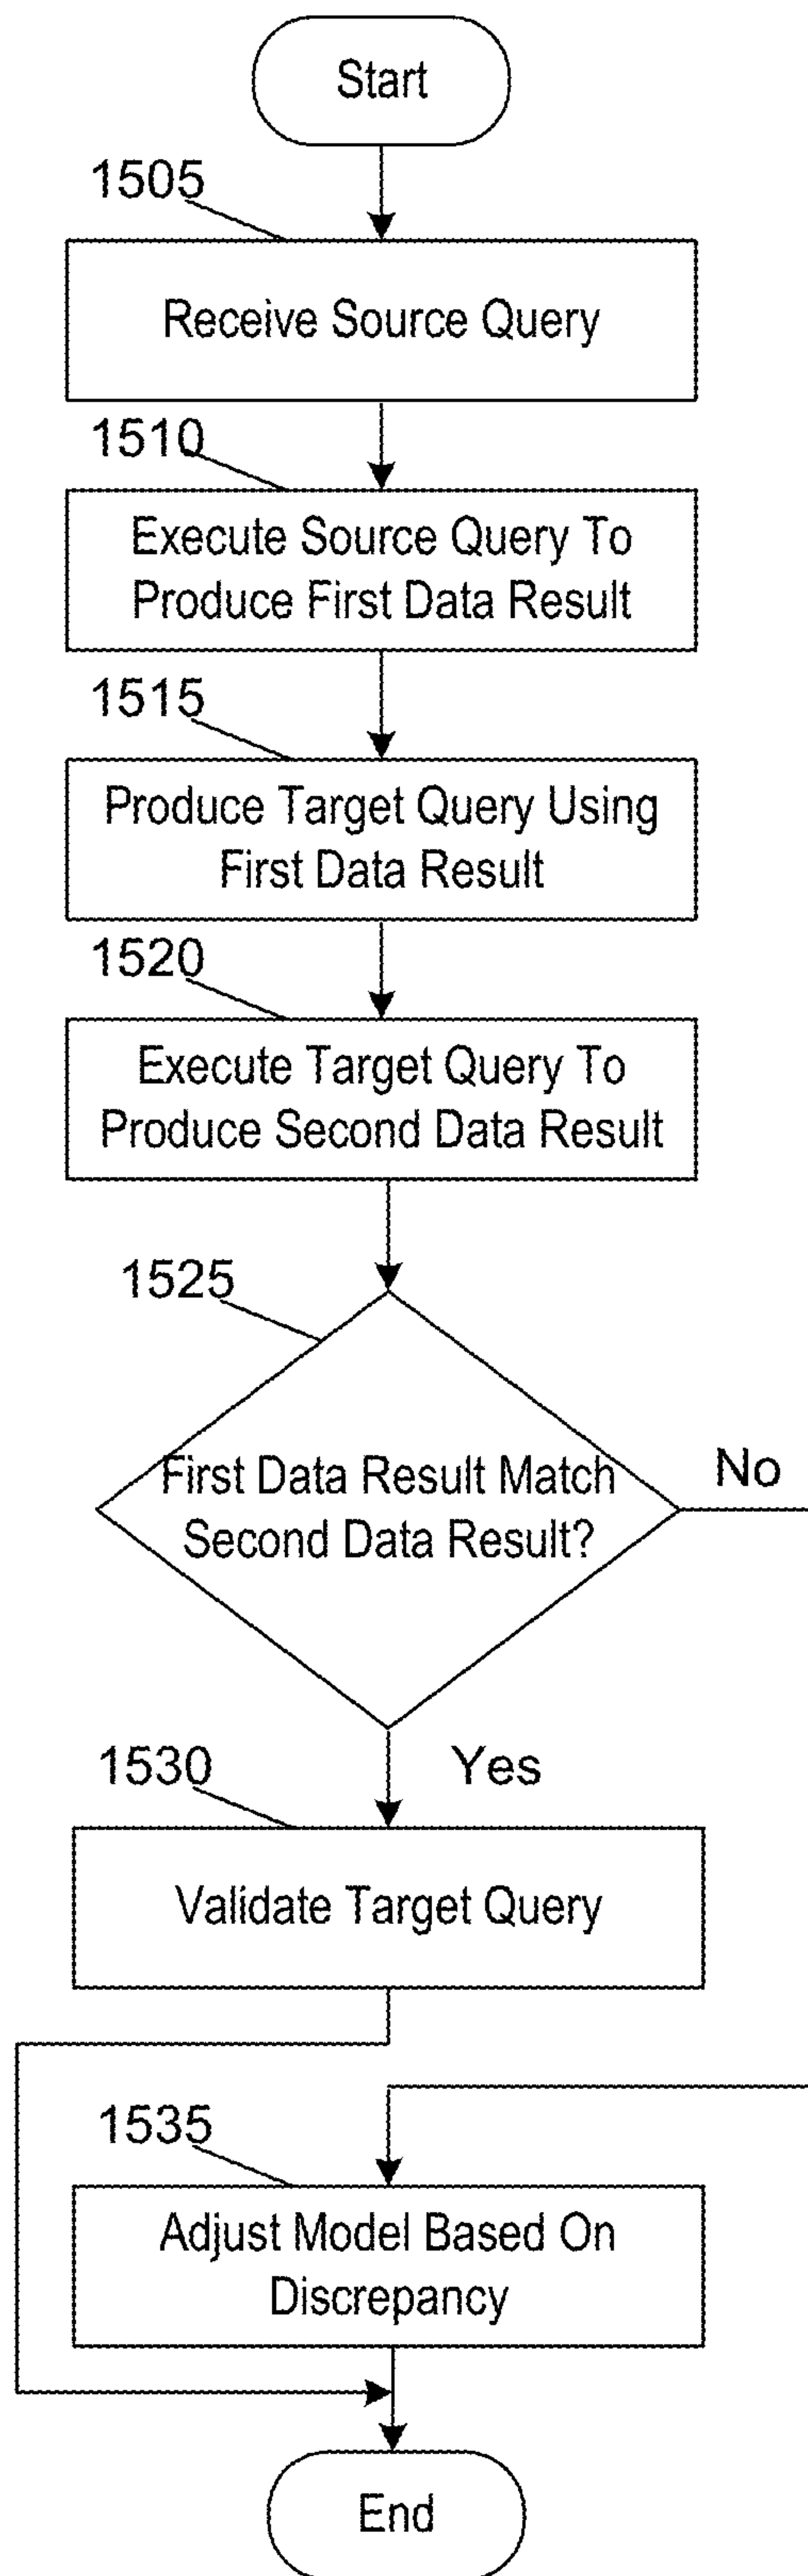 Start
1505
Receive Source Query
1510
Execute Source Query To
Produce First Data Result
1515
Produce Target Query Using
First Data Result
1520
Execute Target Query To
Produce Second Data Result
1525
First Data Result Match
Second Data Result?
No
1530
Yes
Validate Target Query
1535
Adjust Model Based On
Discrepancy
End